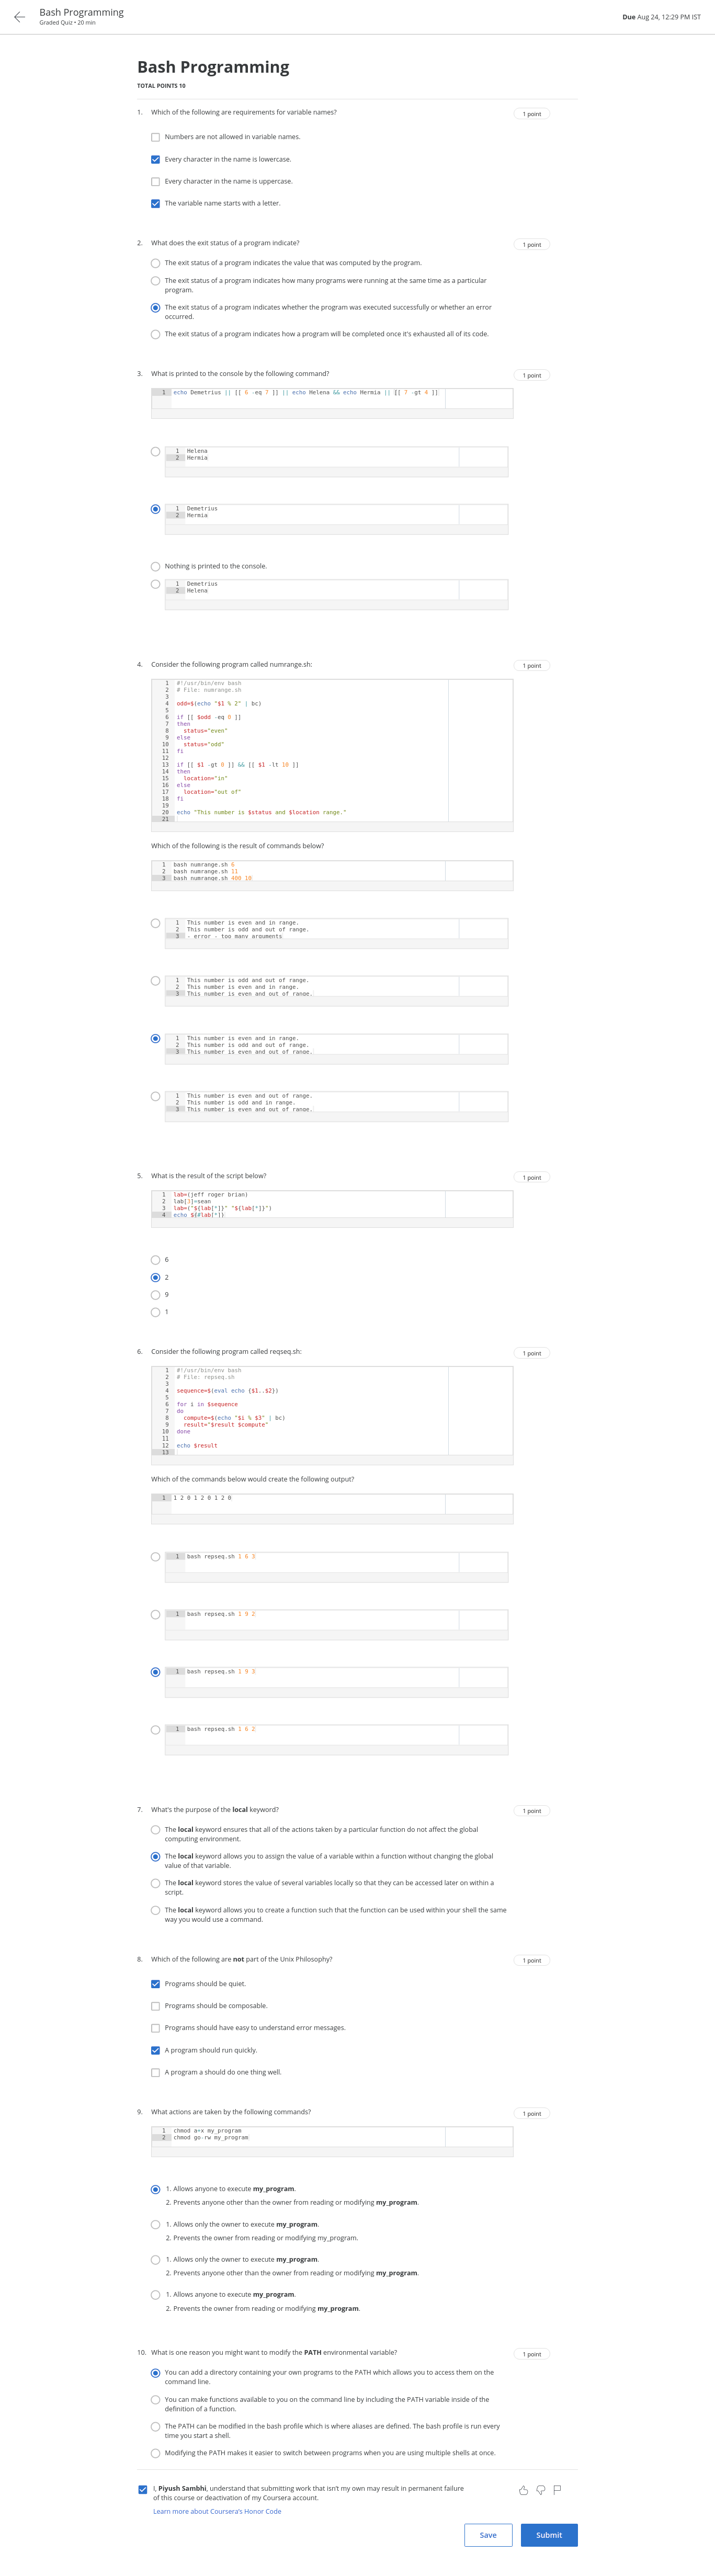 Bash Programming
Graded Quiz • 20 min
Due Aug 24, 12:29 PM IST
Bash Programming
TOTAL POINTS 10
1. Which of the following are requirements for variable names?
1 point
Numbers are not allowed in variable names.
Every character in the name is lowercase.
Every character in the name is uppercase.
The variable name starts with a letter.
2. What does the exit status of a program indicate?
1 point
The exit status of a program indicates the value that was computed by the program.
The exit status of a program indicates how many programs were running at the same time as a particular
program.
The exit status of a program indicates whether the program was executed successfully or whether an error
occurred.
The exit status of a program indicates how a program will be completed once it's exhausted all of its code.
3. What is printed to the console by the following command?
1 point
1 echo Demetrius || [[ 6 -eq 7 ]] || echo Helena && echo Hermia || [[ 7 -gt 4 ]]
1 Helena
2 Hermia
1 Demetrius
2 Hermia
Nothing is printed to the console.
1 Demetrius
2 Helena
4. Consider the following program called numrange.sh:
1 point
1 #!/usr/bin/env bash
2 # File: numrange.sh
3
4 odd=$(echo "$1 % 2" | bc)
5
6 if [[ $odd -eq 0 ]]
7 then
8 status="even"
9 else
10 status="odd"
11 fi
12
13 if [[ $1 -gt 0 ]] && [[ $1 -lt 10 ]]
14 then
15 location="in"
16 else
17 location="out of"
18 fi
19
20 echo "This number is $status and $location range."
21
Which of the following is the result of commands below?
1 bash numrange.sh 6
2 bash numrange.sh 11
3 bash numrange.sh 400 10
1 This number is even and in range.
2 This number is odd and out of range.
3 - error - too many arguments
1 This number is odd and out of range.
2 This number is even and in range.
3 This number is even and out of range.
1 This number is even and in range.
2 This number is odd and out of range.
3 This number is even and out of range.
1 This number is even and out of range.
2 This number is odd and in range.
3 This number is even and out of range.
5. What is the result of the script below?
1 point
1 lab=(jeff roger brian)
2 lab[3]=sean
3 lab=("${lab[*]}" "${lab[*]}")
4 echo ${#lab[*]}
6
2
9
1
6. Consider the following program called reqseq.sh:
1 point
1 #!/usr/bin/env bash
2 # File: repseq.sh
3
4 sequence=$(eval echo {$1..$2})
5
6 for i in $sequence
7 do
8 compute=$(echo "$i % $3" | bc)
9 result="$result $compute"
10 done
11
12 echo $result
13
Which of the commands below would create the following output?
1 1 2 0 1 2 0 1 2 0
1 bash repseq.sh 1 6 3
1 bash repseq.sh 1 9 2
1 bash repseq.sh 1 9 3
1 bash repseq.sh 1 6 2
7. What's the purpose of the local keyword?
1 point
The local keyword ensures that all of the actions taken by a particular function do not affect the global
computing environment.
The local keyword allows you to assign the value of a variable within a function without changing the global
value of that variable.
The local keyword stores the value of several variables locally so that they can be accessed later on within a
script.
The local keyword allows you to create a function such that the function can be used within your shell the same
way you would use a command.
8. Which of the following are not part of the Unix Philosophy?
1 point
Programs should be quiet.
Programs should be composable.
Programs should have easy to understand error messages.
A program should run quickly.
A program a should do one thing well.
9. What actions are taken by the following commands?
1 point
1 chmod a+x my_program
2 chmod go-rw my_program
1. Allows anyone to execute my_program.
2. Prevents anyone other than the owner from reading or modifying my_program.
1. Allows only the owner to execute my_program.
2. Prevents the owner from reading or modifying my_program.
1. Allows only the owner to execute my_program.
2. Prevents anyone other than the owner from reading or modifying my_program.
1. Allows anyone to execute my_program.
2. Prevents the owner from reading or modifying my_program.
10. What is one reason you might want to modify the PATH environmental variable?
1 point
You can add a directory containing your own programs to the PATH which allows you to access them on the
command line.
You can make functions available to you on the command line by including the PATH variable inside of the
definition of a function.
The PATH can be modified in the bash profile which is where aliases are defined. The bash profile is run every
time you start a shell.
Modifying the PATH makes it easier to switch between programs when you are using multiple shells at once.
I, Piyush Sambhi, understand that submitting work that isn't my own may result in permanent failure
of this course or deactivation of my Coursera account.
Learn more about Coursera's Honor Code
Save
Submit